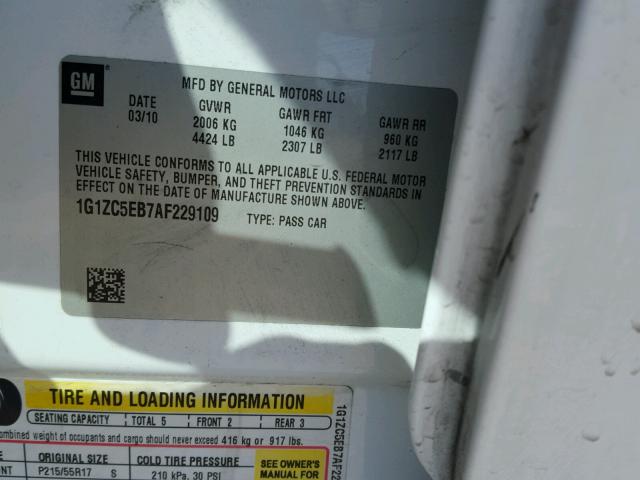 GM ®
MFD BY GENERAL MOTORS LLC
DATE GVWR GAWR FRT GAWR RR
03/10 2006 KG 1046 KG 960 KG
4424 LB 2307 LB 2117 LB
THIS VEHICLE CONFORMS TO ALL APPLICABLE U.S. FEDERAL MOTOR
VEHICLE SAFETY, BUMPER, AND THEFT PREVENTION STANDARDS IN
EFFECT ON THE DATE OF MANUFACTURE SHOWN ABOVE.
1G1ZC5EB7AF229109 TYPE: PASS CAR
TIRE AND LOADING INFORMATION
SEATING CAPACITY TOTAL 5 FRONT 2 REAR 3
combined weight of occupants and cargo should never exceed 416 kg or 917 lbs.
ORIGINAL SIZE COLD TIRE PRESSURE
P215/55R17 S 210 kPa, 30 PSI
SEE OWNER'S
MANUAL FOR
1G1ZC5EB7AF229